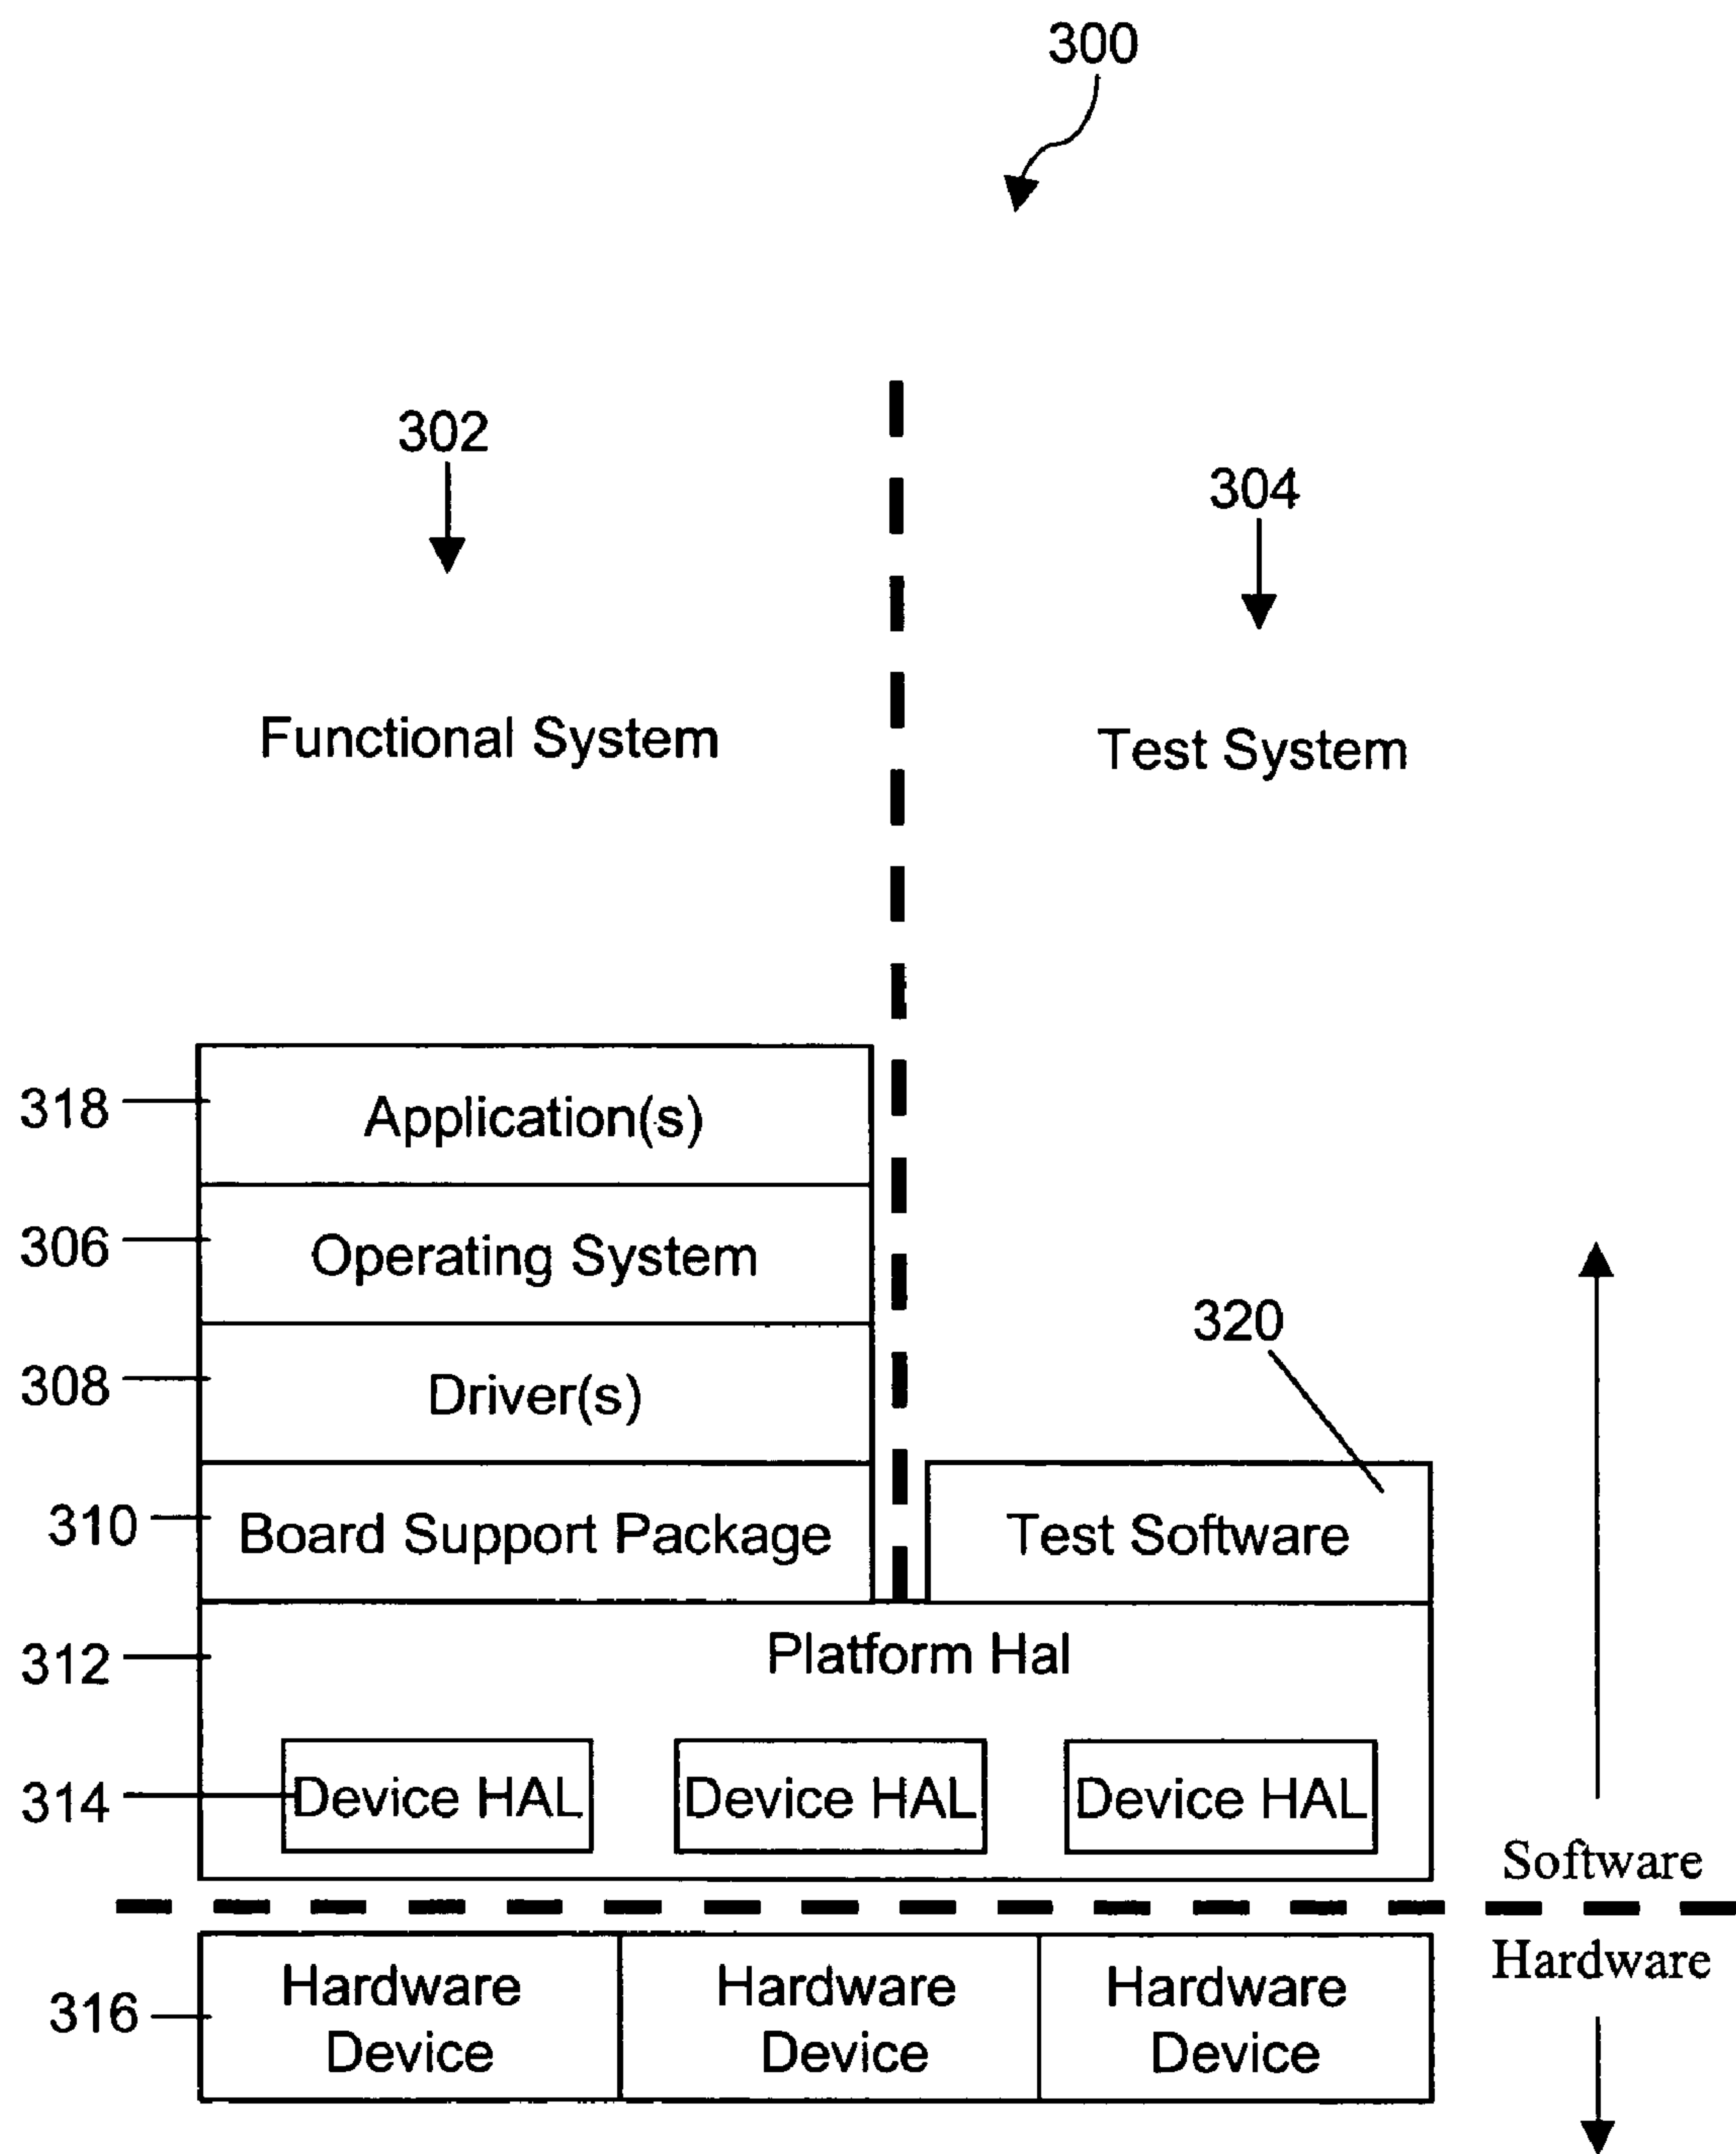 300
302
304
Functional System
Test System
318
Application(s)
306
Operating System
320
308
Driver(s)
310
Board Support Package
Test Software
312
Platform Hal
314
Device HAL
Device HAL
Device HAL
Software
Hardware
316
Hardware
Device
Hardware
Device
Hardware
Device